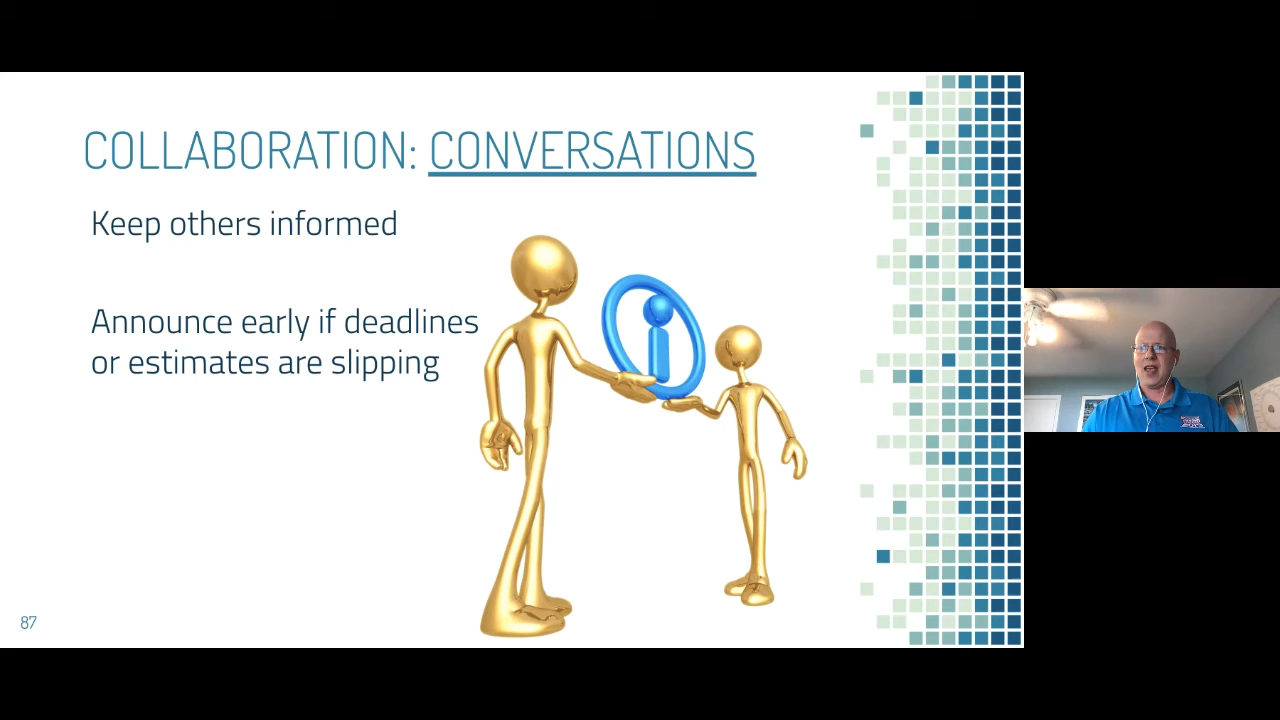 COLLABORATION: CONVERSATIONS
Keep others informed
Announce early if deadlines
or estimates are slipping
87